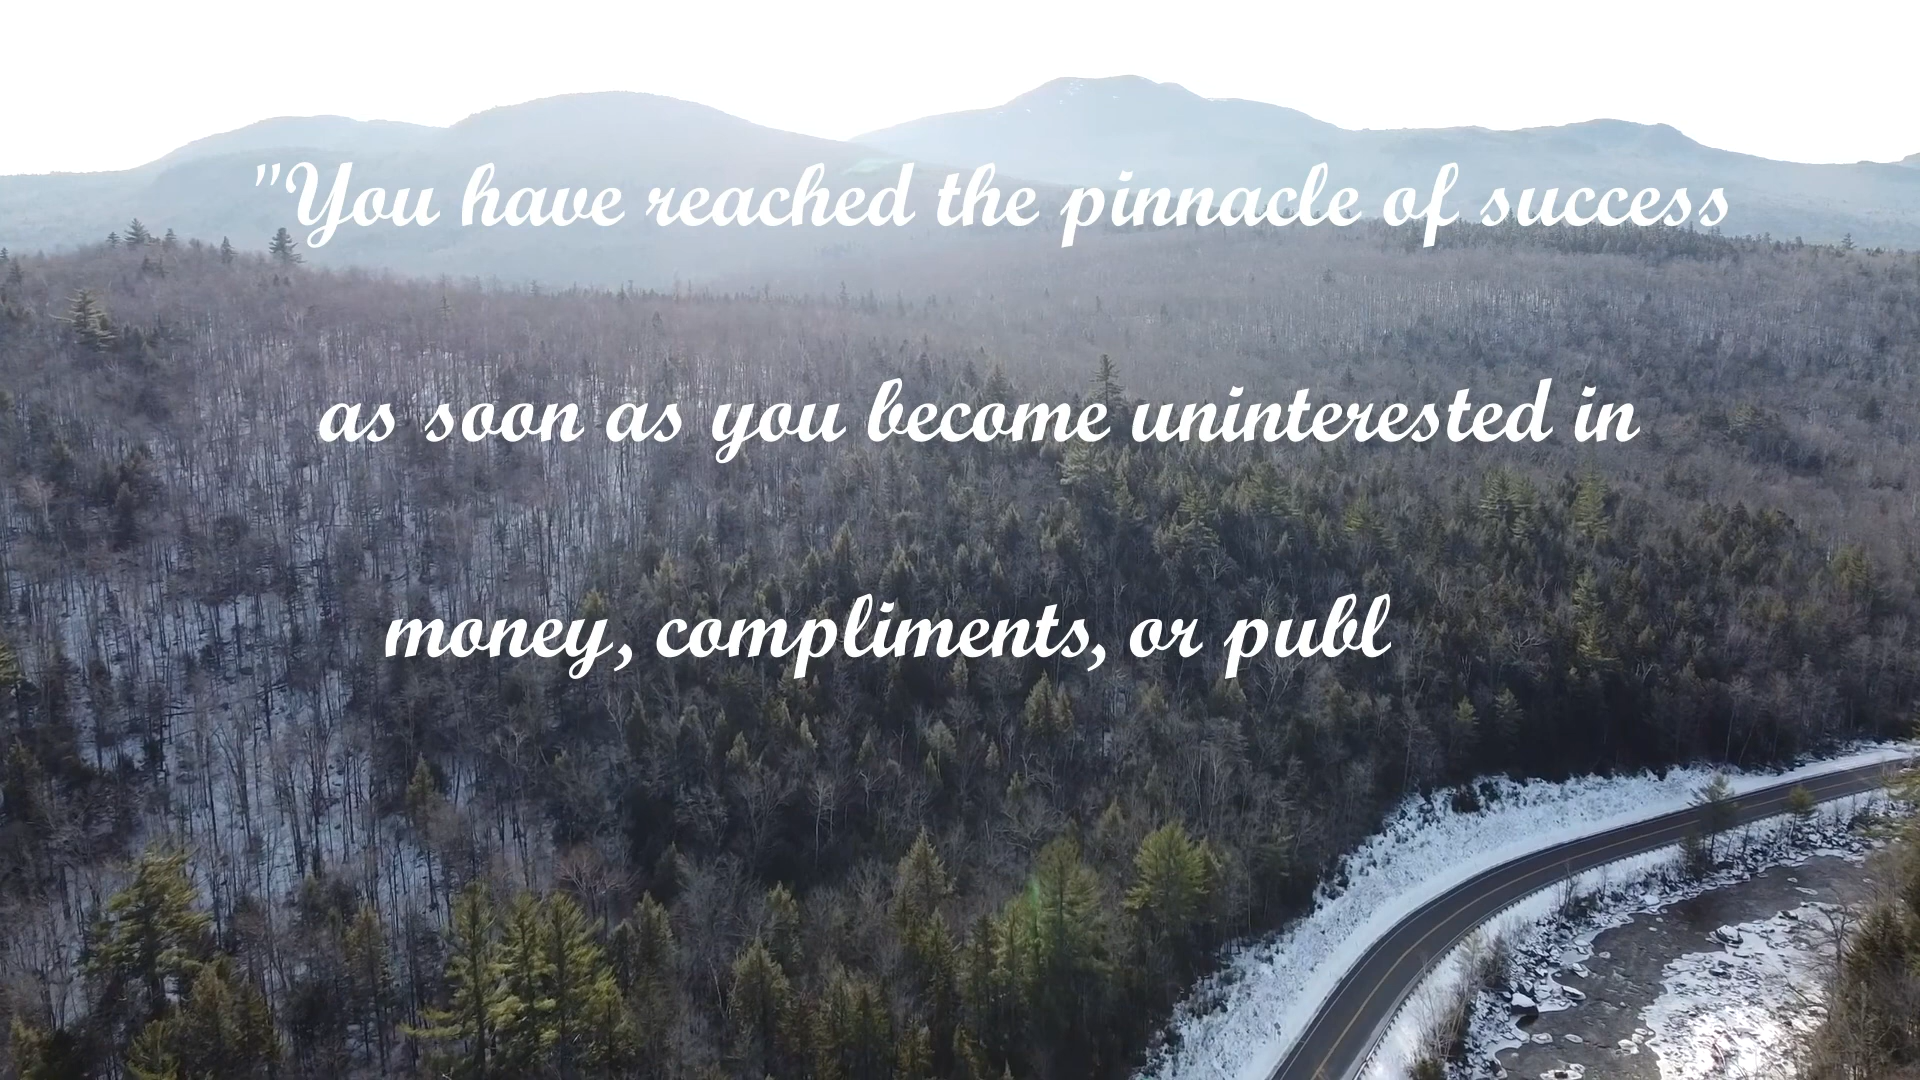 "You have reached the pinnacle of success
as soon as you become uninterested in
money, compliments, or publ